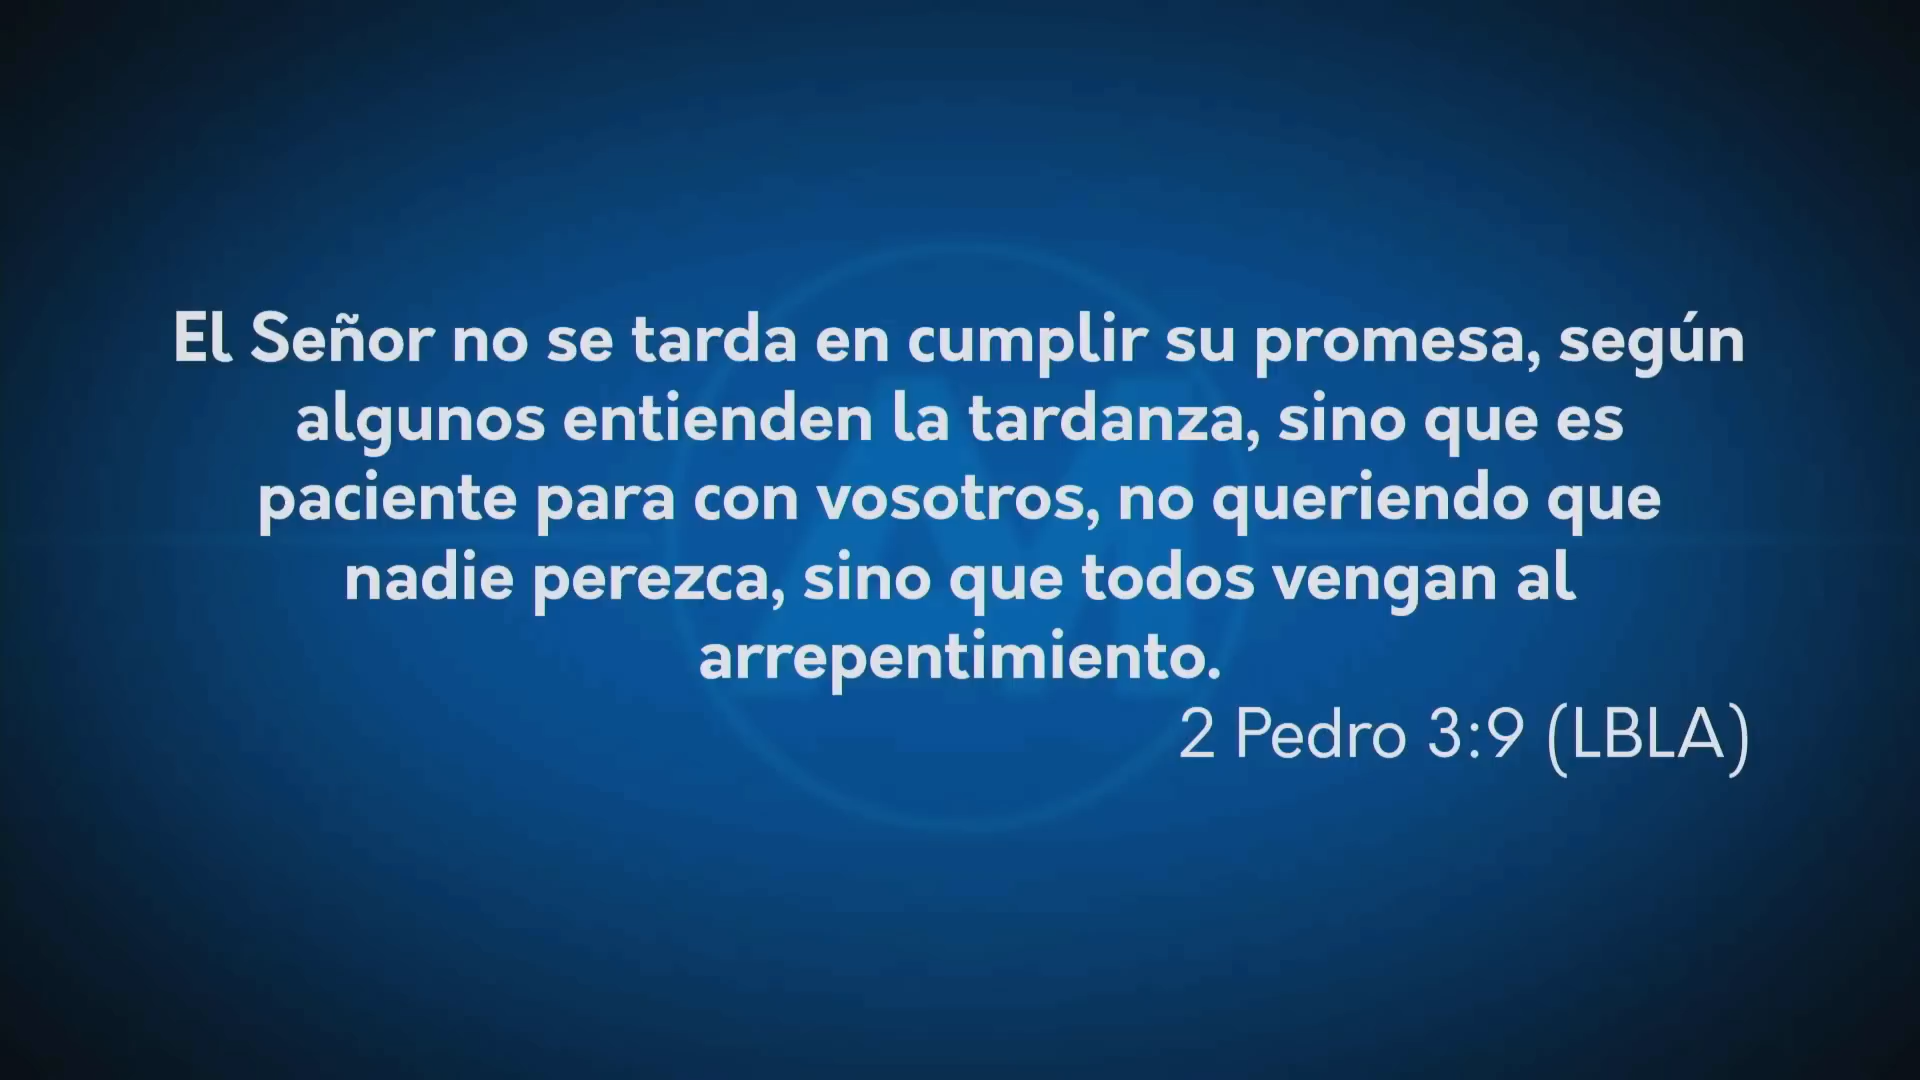 El Señor no se tarda en cumplir su promesa, según
algunos entienden la tardanza, sino que es
paciente para con vosotros, no queriendo que
nadie perezca, sino que todos vengan al
arrepentimiento.
2 Pedro 3:9 (LBLA)